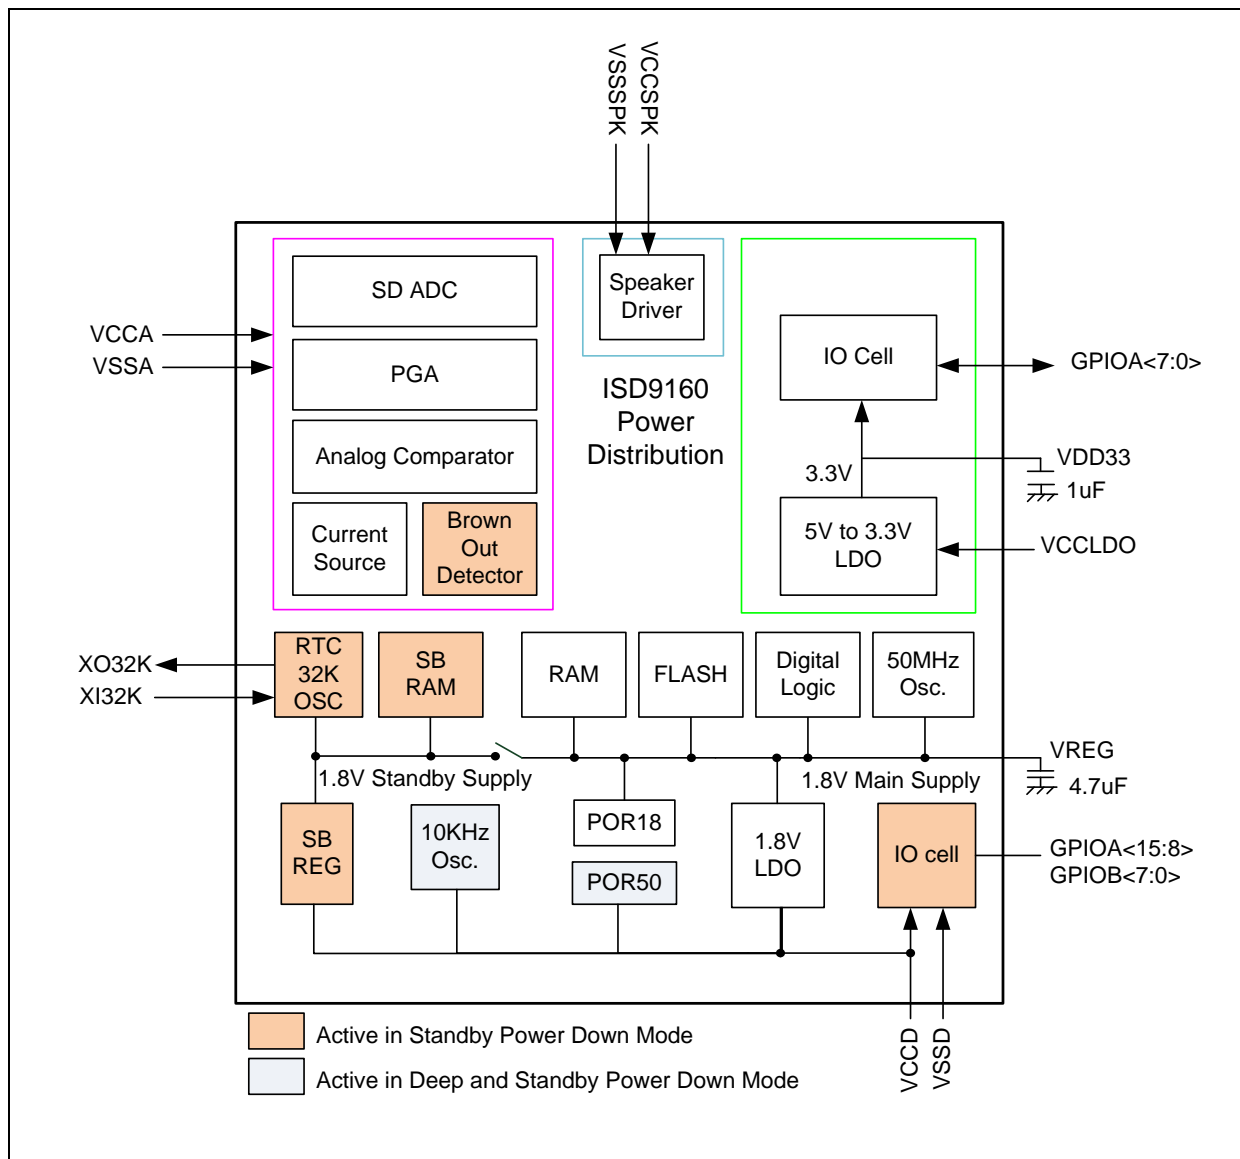 VSSSPK
VCCSPK
SD ADC
Speaker
Driver
VCCA
VSSA
PGA
IO Cell
GPIOA<7:0>
ISD9160
Power
Distribution
Analog Comparator
3.3V
VDD33
1uF
Current
Source
Brown
Out
Detector
5V to 3.3V
LDO
VCCLDO
XO32K
XI32K
RTC
32K
OSC
SB
RAM
RAM
FLASH
Digital
Logic
50MHz
Osc.
VREG
4.7uF
1.8V Standby Supply
1.8V Main Supply
SB
REG
10KHz
Osc.
POR18
POR50
1.8V
LDO
IO cell
GPIOA<15:8>
GPIOB<7:0>
VCCD
VSSD
Active in Standby Power Down Mode
Active in Deep and Standby Power Down Mode